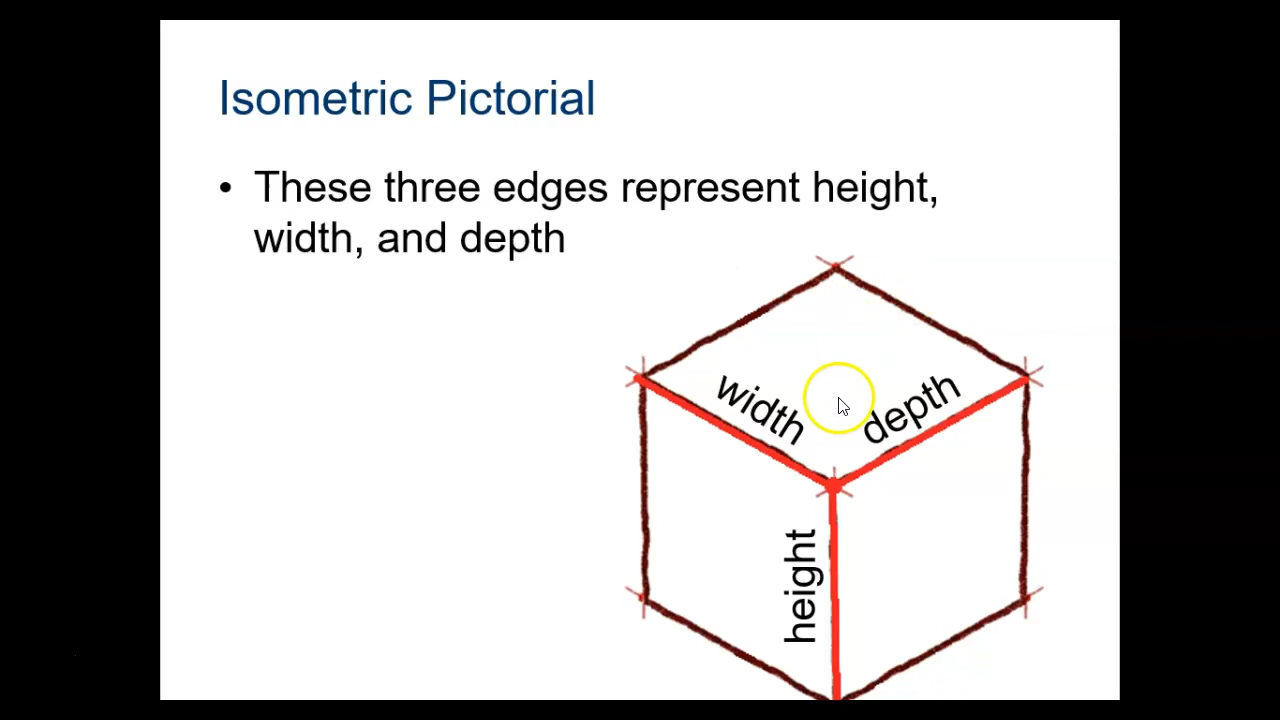 Isometric Pictorial
• These three edges represent height,
width, and depth
width
depth
height